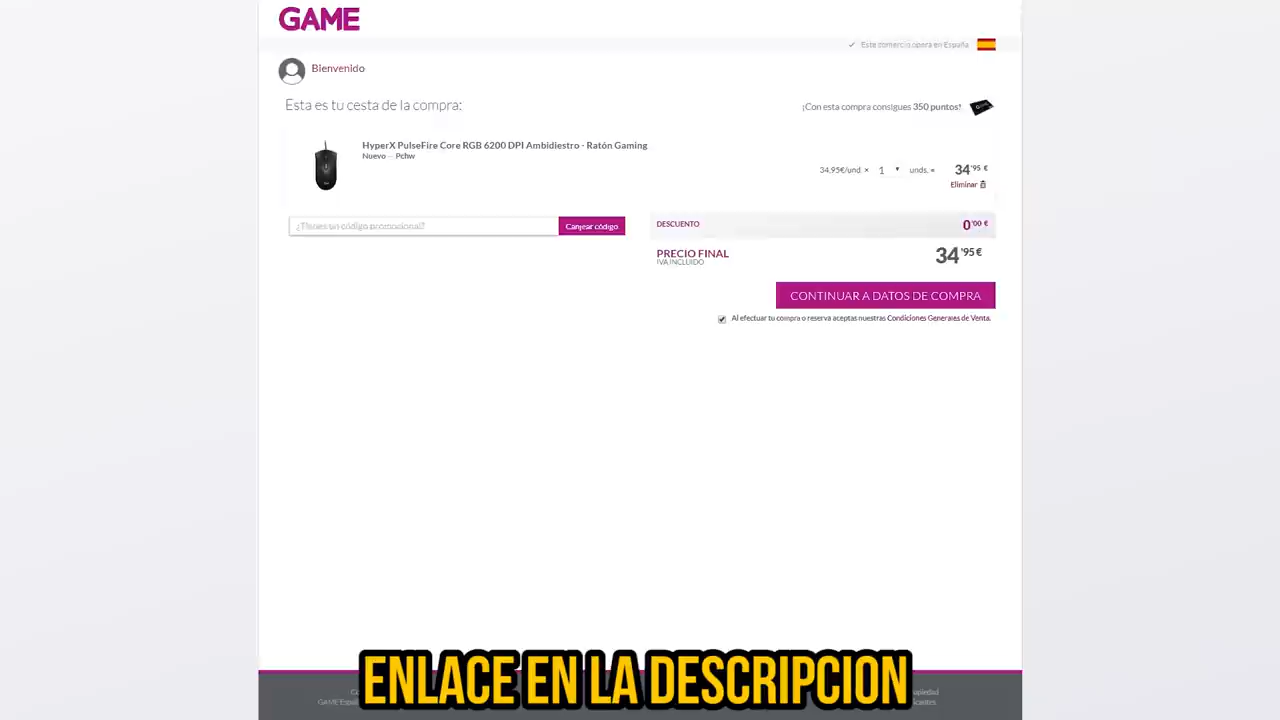 GAME
Este comercio opera en España
Bienvenido
Esta es tu cesta de la compra:
¡Con esta compra consigues 350 puntos!
HyperX PulseFire Core RGB 6200 DPI Ambidiestro - Ratón Gaming
Nuevo - Pchw
34,95€/und × 1 unds. = 34'95 €
Eliminar
¿Tienes un código promocional? Canjear código
DESCUENTO 0'00 €
PRECIO FINAL 34'95 €
IVA INCLUIDO
CONTINUAR A DATOS DE COMPRA
Al efectuar tu compra o reserva aceptas nuestras Condiciones Generales de Venta.
ENLACE EN LA DESCRIPCION